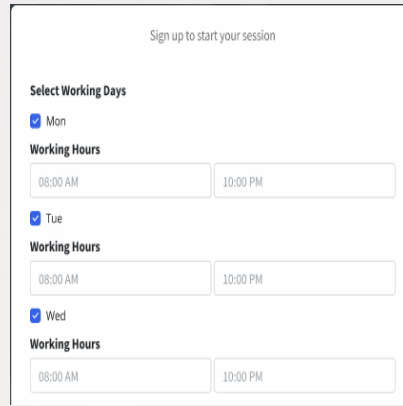 Sign up to start your session
Select Working Days
Mon
Working Hours
08:00 AM 10:00 PM
Tue
Working Hours
08:00 AM 10:00 PM
Wed
Working Hours
08:00 AM 10:00 PM